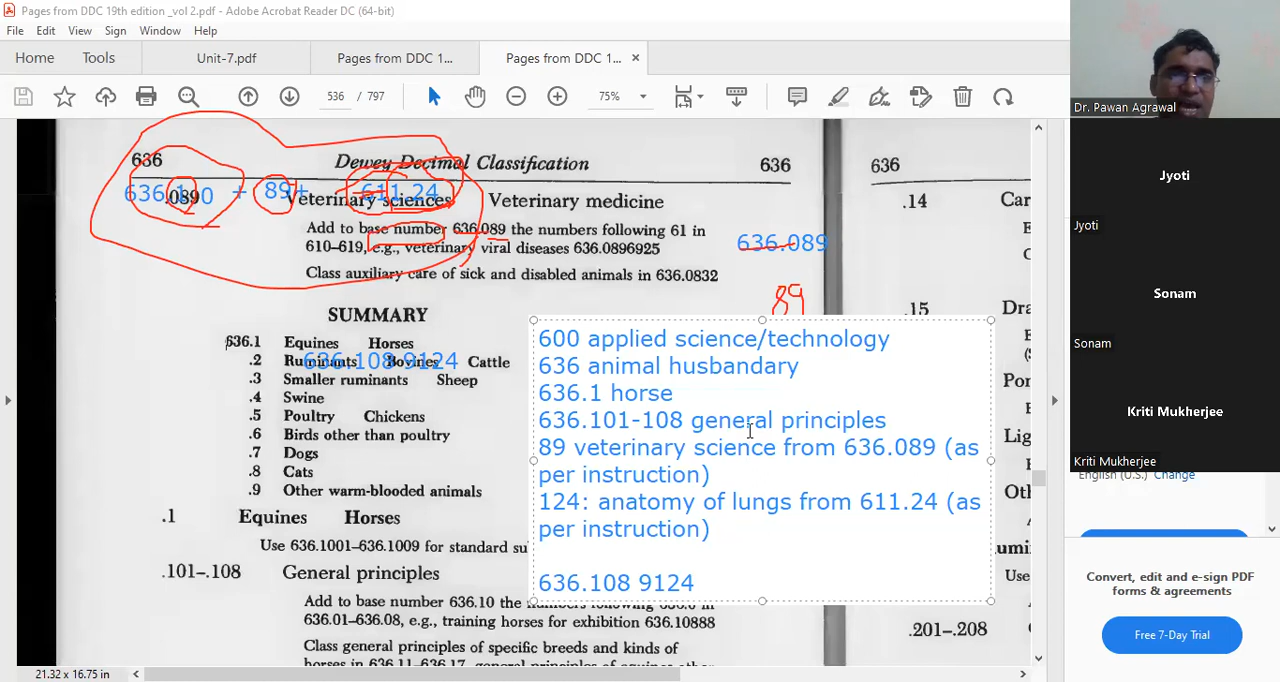 Pages from DDC 19th edition _vol 2.pdf - Adobe Acrobat Reader DC (64-bit)
File Edit View Sign Window Help
Home Tools Unit-7.pdf Pages from DDC 1... Pages from DDC 1... ×
536 / 797 75%
636 Dewey Decimal Classification 636
636.1 0 + 89+ 611.24
.089 Veterinary sciences Veterinary medicine
Add to base number 636.089 the numbers following 61 in
610–619, e.g., veterinary viral diseases 636.0896925
636.089
Class auxiliary care of sick and disabled animals in 636.0832
89
SUMMARY
636.1 Equines Horses
.2 Ruminants Bovines Cattle
636.108 9124
.3 Smaller ruminants Sheep
.4 Swine
.5 Poultry Chickens
.6 Birds other than poultry
.7 Dogs
.8 Cats
.9 Other warm-blooded animals
.1 Equines Horses
Use 636.1001–636.1009 for standard
.101–.108 General principles
Add to base number 636.10 the numbers following 636.0 in
636.01–636.08, e.g., training horses for exhibition 636.10888
Class general principles of specific breeds and kinds of
600 applied science/technology
636 animal husbandary
636.1 horse
636.101-108 general principles
89 veterinary science from 636.089 (as
per instruction)
124: anatomy of lungs from 611.24 (as
per instruction)
636.108 9124
636
.14
.15
.201–.208
21.32 x 16.75 in
Dr. Pawan Agrawal
Jyoti
Jyoti
Sonam
Sonam
Kriti Mukherjee
Kriti Mukherjee
English (U.S.) Change
Convert, edit and e-sign PDF
forms & agreements
Free 7-Day Trial